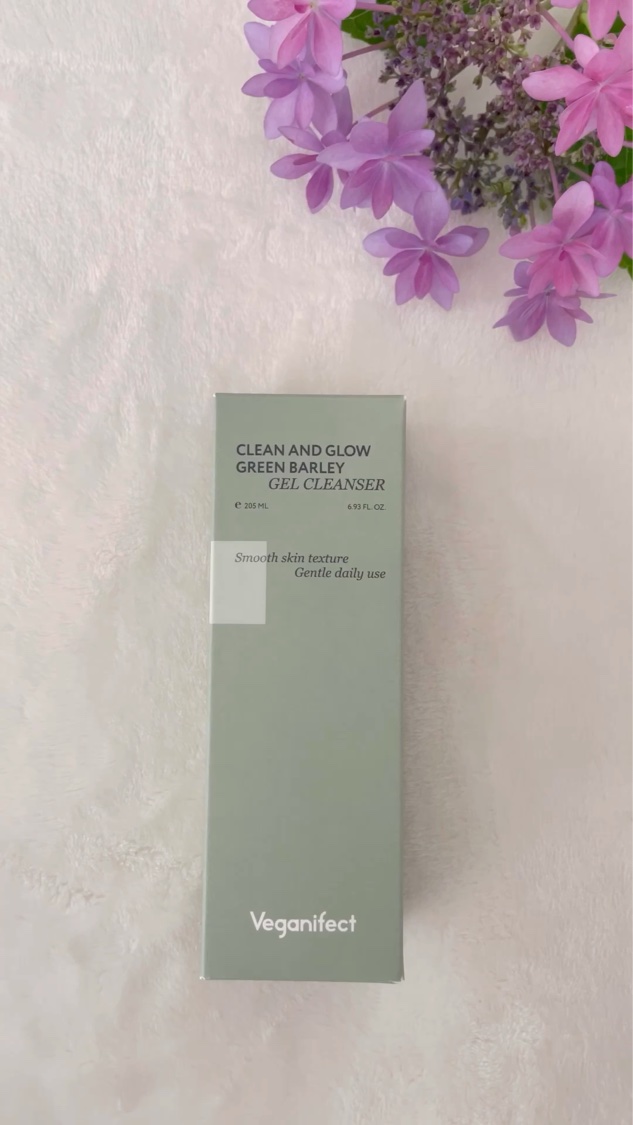 CLEAN AND GLOW
GREEN BARLEY
GEL CLEANSER
℮ 205 ML 6.93 FL. OZ.
Smooth skin texture
Gentle daily use
Veganifect